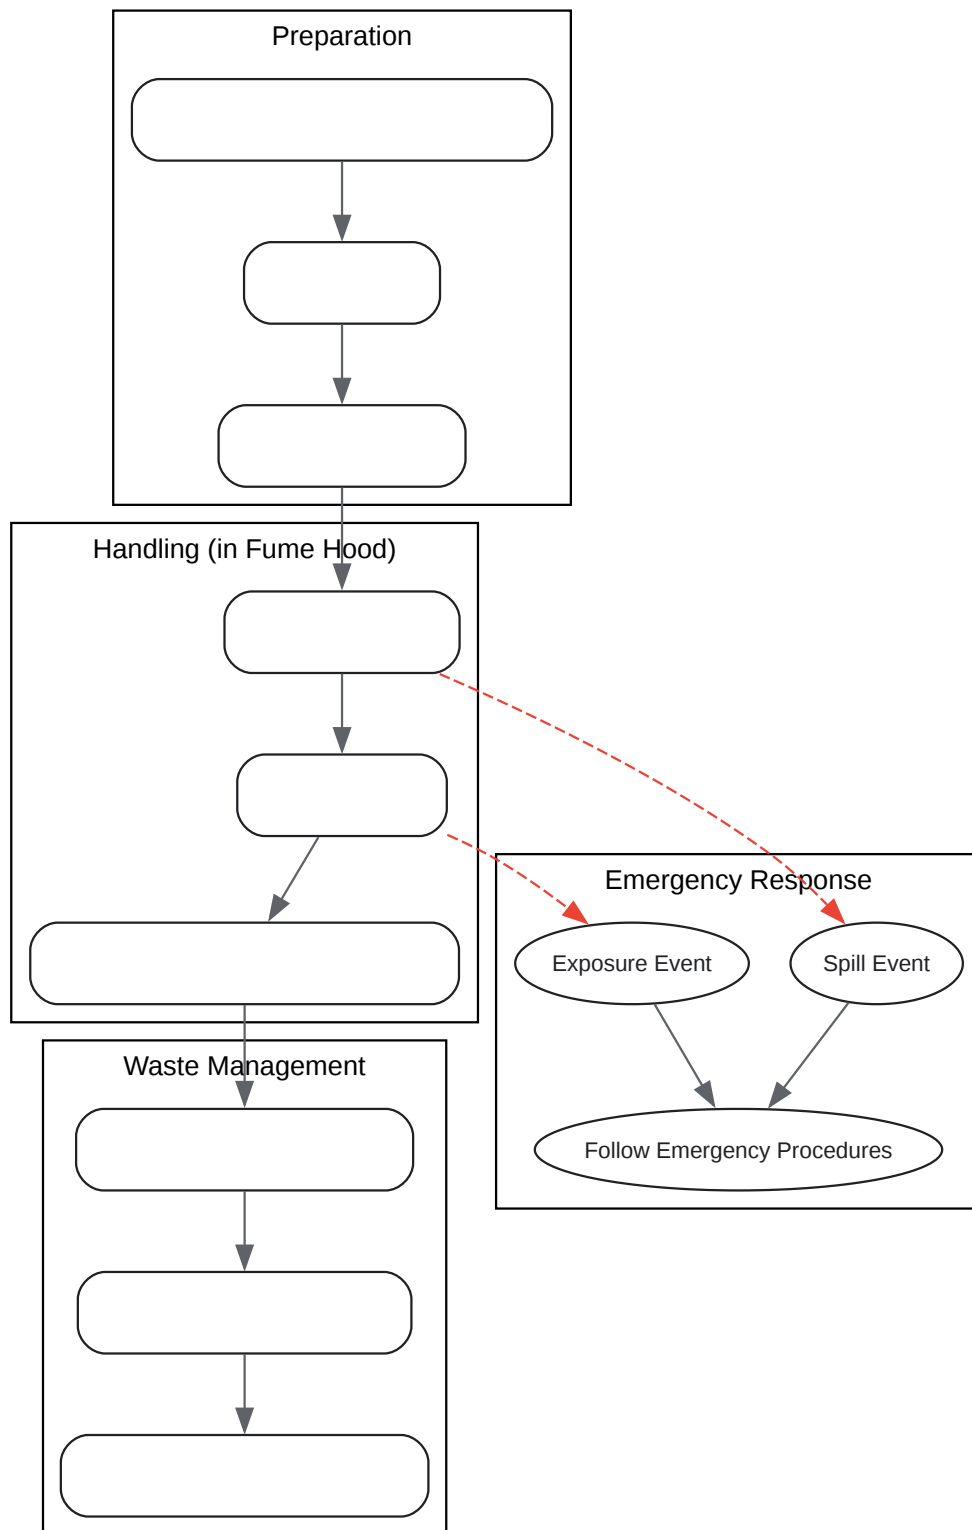 Preparation
Handling (in Fume Hood)
Emergency Response
Exposure Event
Spill Event
Waste Management
Follow Emergency Procedures